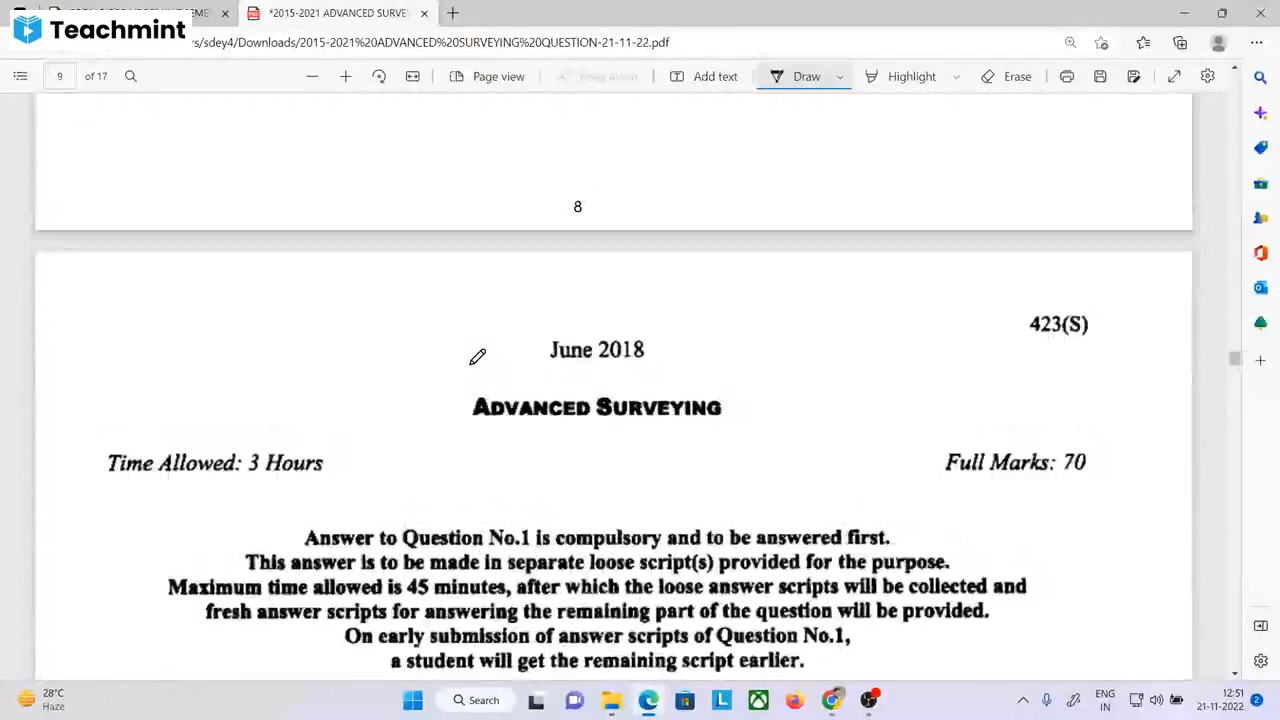 *2015-2021 ADVANCED SURVE
Teachmint
rs/sdey4/Downloads/2015-2021%20ADVANCED%20SURVEYING%20QUESTION-21-11-22.pdf
9 of 17
Page view
Read aloud
Add text
Draw
Highlight
Erase
8
423(S)
June 2018
ADVANCED SURVEYING
Time Allowed: 3 Hours
Full Marks: 70
Answer to Question No.1 is compulsory and to be answered first.
This answer is to be made in separate loose script(s) provided for the purpose.
Maximum time allowed is 45 minutes, after which the loose answer scripts will be collected and
fresh answer scripts for answering the remaining part of the question will be provided.
On early submission of answer scripts of Question No.1,
a student will get the remaining script earlier.
28°C
Haze
Search
ENG
IN
12:51
21-11-2022
2